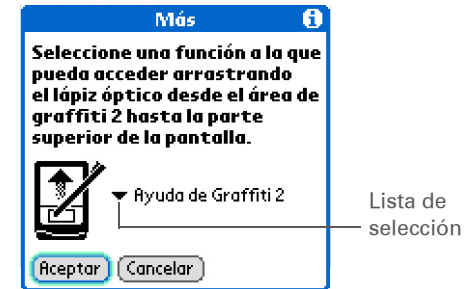 Más
Seleccione una función a la que
pueda acceder arrastrando
el lápiz óptico desde el área de
graffiti 2 hasta la parte
superior de la pantalla.
Ayuda de Graffiti 2
Lista de
selección
Aceptar Cancelar